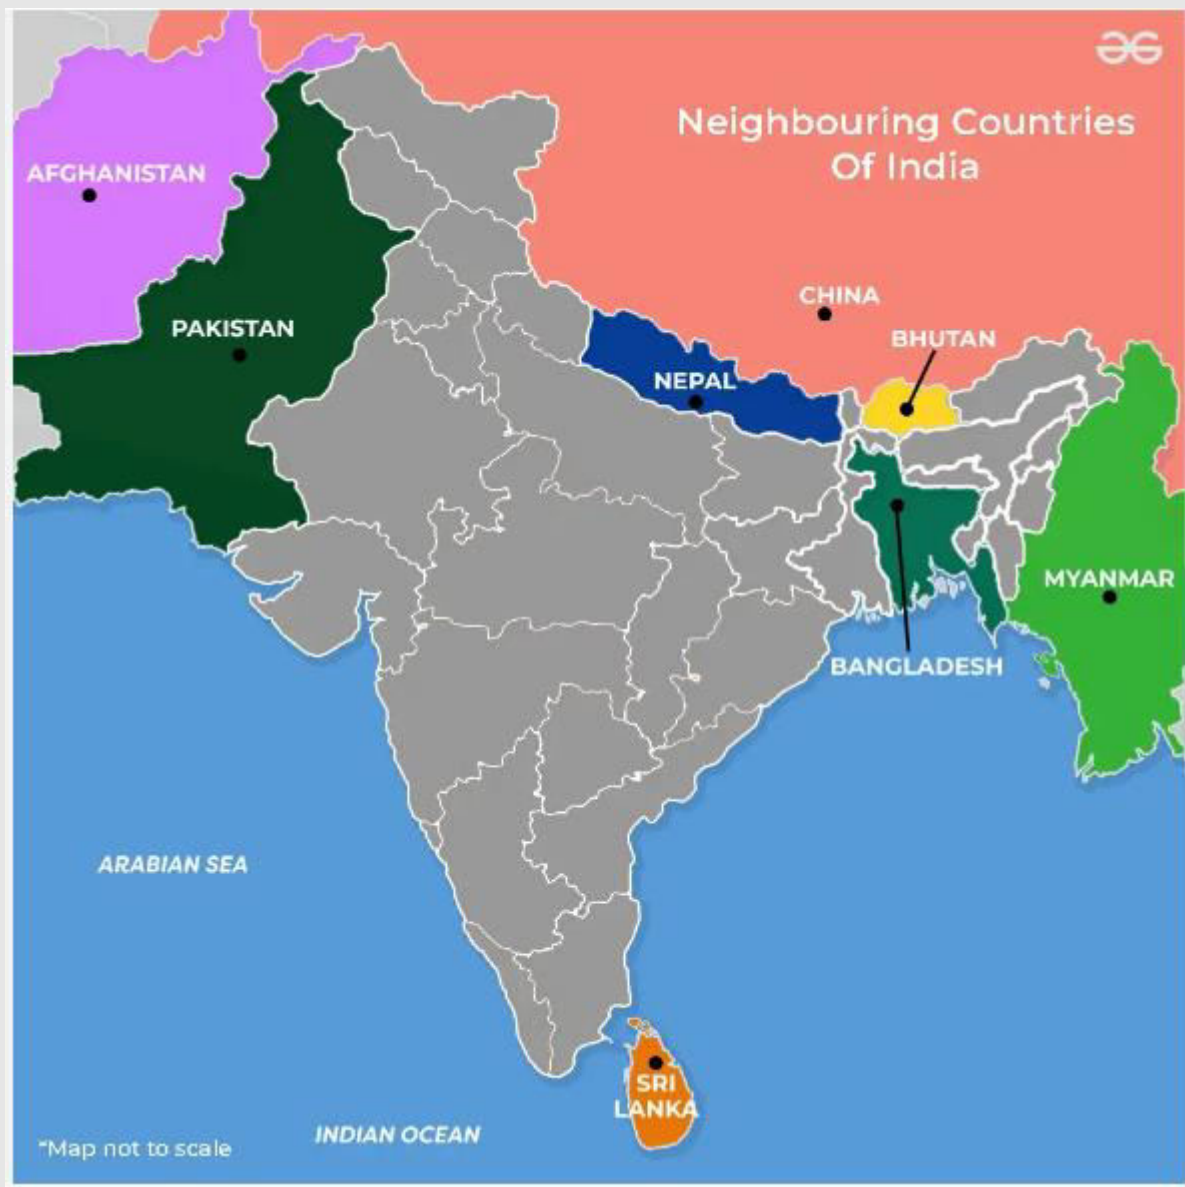 Neighbouring Countries
Of India
AFGHANISTAN
CHINA
PAKISTAN
BHUTAN
NEPAL
MYANMAR
BANGLADESH
ARABIAN SEA
SRI
LANKA
INDIAN OCEAN
*Map not to scale